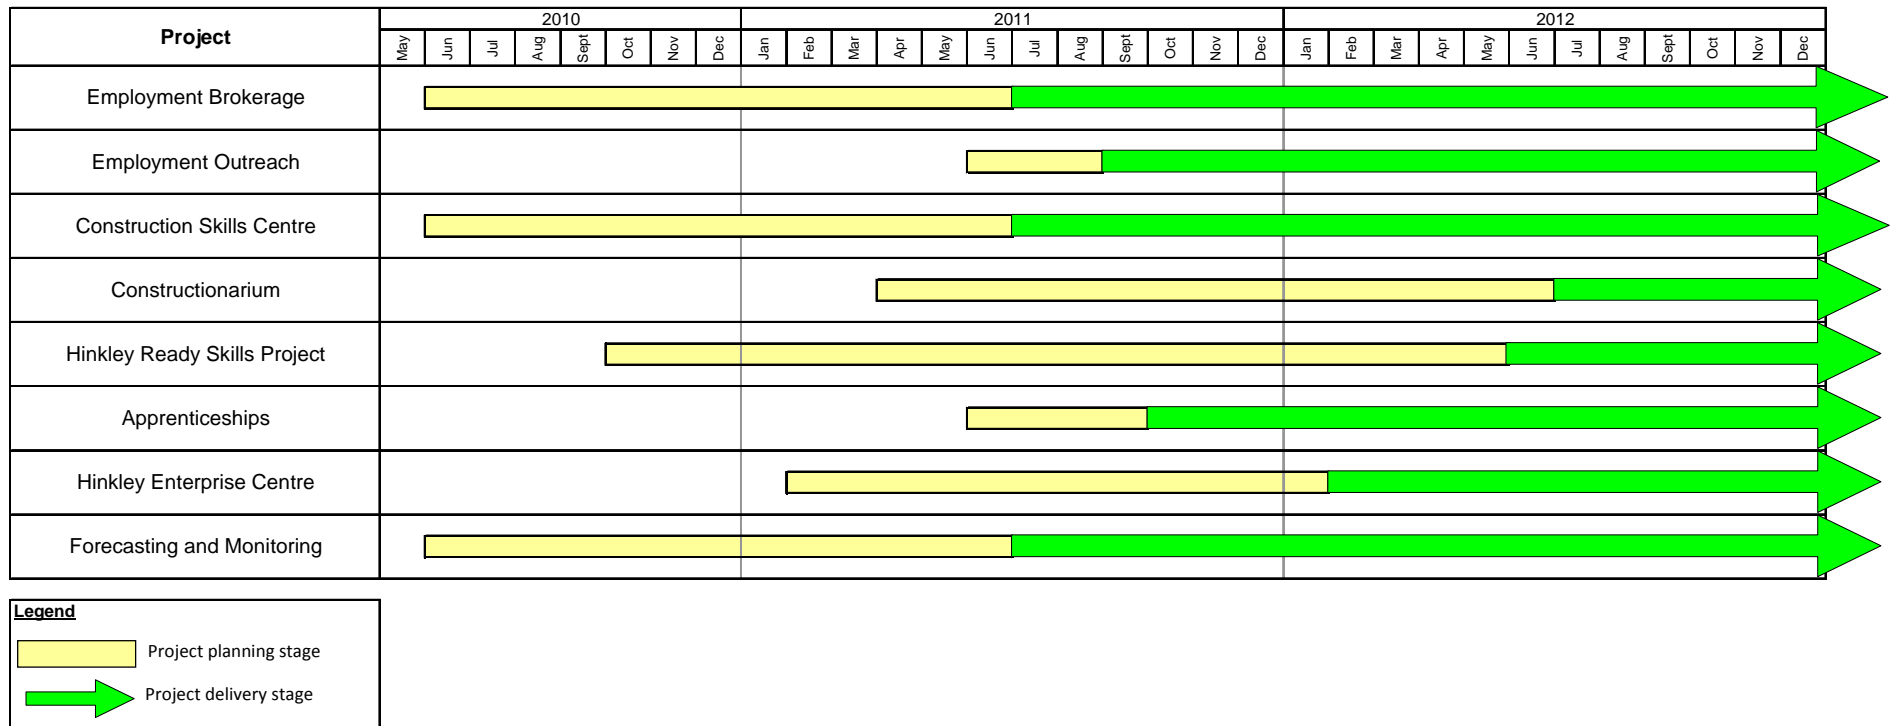 Project
2010 2011 2012
May Jun Jul Aug Sept Oct Nov Dec Jan Feb Mar Apr May Jun Jul Aug Sept Oct Nov Dec Jan Feb Mar Apr May Jun Jul Aug Sept Oct Nov Dec
Employment Brokerage
Employment Outreach
Construction Skills Centre
Constructionarium
Hinkley Ready Skills Project
Apprenticeships
Hinkley Enterprise Centre
Forecasting and Monitoring
Legend
Project planning stage
Project delivery stage